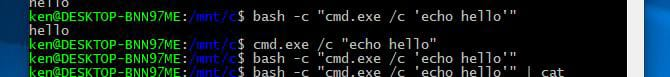 hello
ken@DESKTOP-BNN97ME:/mnt/c$ bash -c "cmd.exe /c 'echo hello'"
hello
ken@DESKTOP-BNN97ME:/mnt/c$ cmd.exe /c "echo hello"
ken@DESKTOP-BNN97ME:/mnt/c$ bash -c "cmd.exe /c 'echo hello'"
ken@DESKTOP-BNN97ME:/mnt/c$ bash -c "cmd.exe /c 'echo hello'" | cat